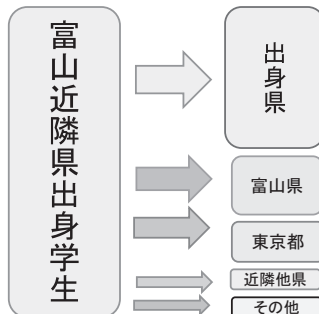 富山近隣県出身学生
出身県
富山県
東京都
近隣他県
その他